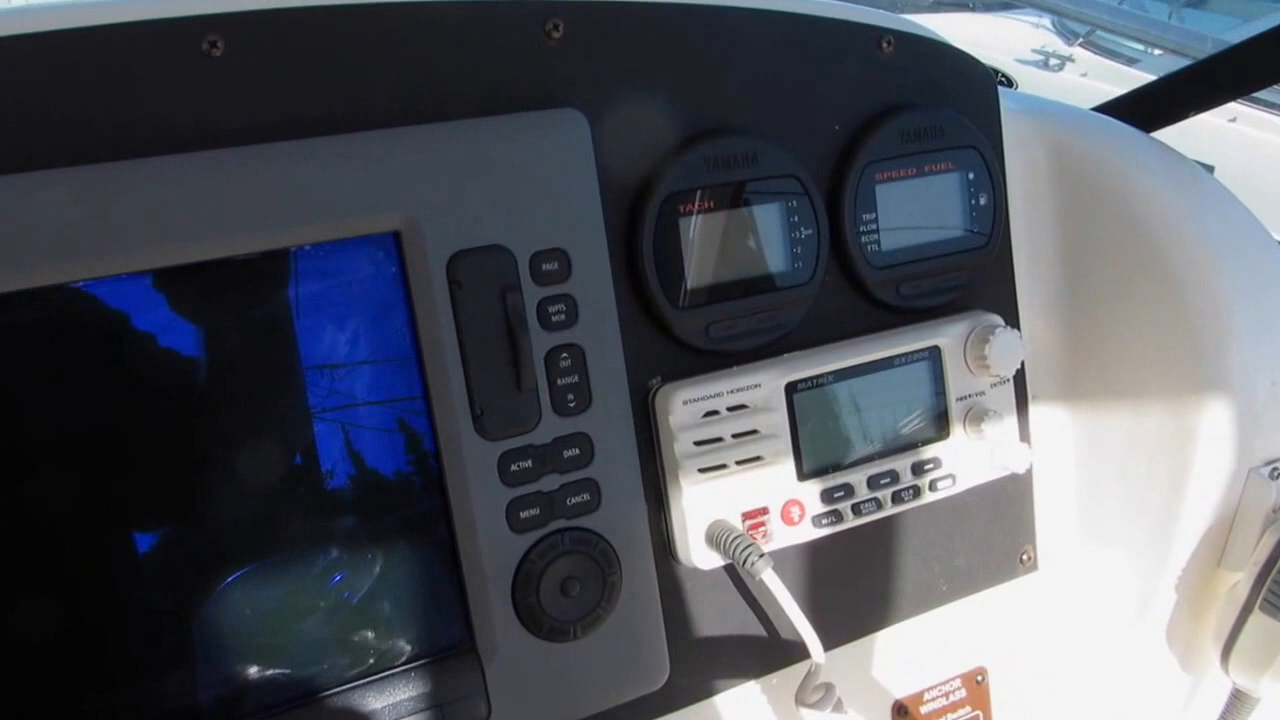 YAMAHA
TACH
YAMAHA
SPEED FUEL
TRIP
FLOW
ECON
TTL
PAGE
WPTS
MOB
OUT
RANGE
IN
ACTIVE
DATA
MENU
CANCEL
STANDARD HORIZON
MATRIX
ENTER
PWR/VOL
H/L
CALL
CLR
ANCHOR
WINDLASS